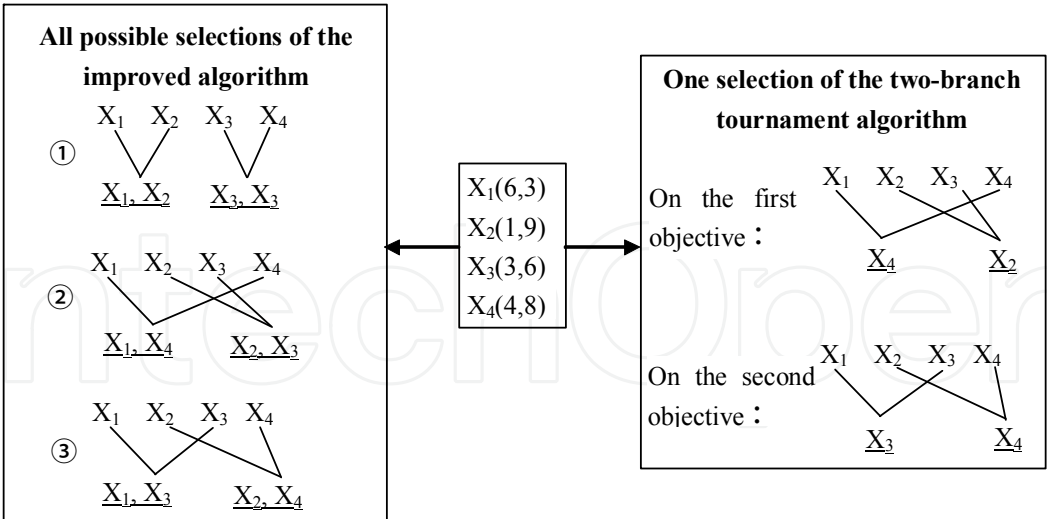 All possible selections of the
improved algorithm
① X₁ X₂ X₃ X₄
X₁, X₂ X₃, X₃
② X₁ X₂ X₃ X₄
X₁, X₄ X₂, X₃
③ X₁ X₂ X₃ X₄
X₁, X₃ X₂, X₄
X₁(6,3)
X₂(1,9)
X₃(3,6)
X₄(4,8)
One selection of the two-branch
tournament algorithm
On the first
objective：
X₁ X₂ X₃ X₄
X₄ X₂
On the second
objective：
X₁ X₂ X₃ X₄
X₃ X₄
ntechOpen